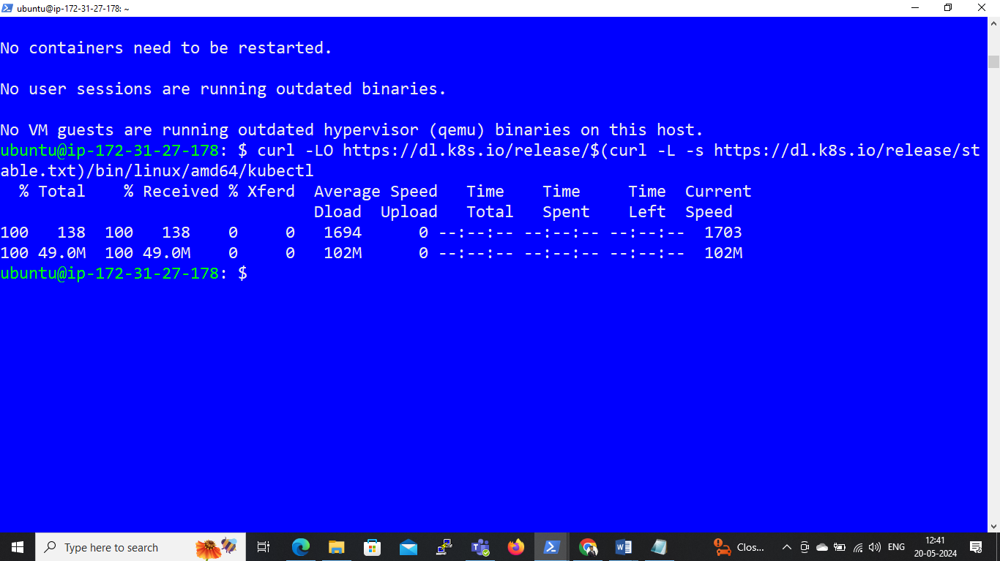 ubuntu@ip-172-31-27-178: ~
No containers need to be restarted.
No user sessions are running outdated binaries.
No VM guests are running outdated hypervisor (qemu) binaries on this host.
ubuntu@ip-172-31-27-178: $ curl -LO https://dl.k8s.io/release/$(curl -L -s https://dl.k8s.io/release/st
able.txt)/bin/linux/amd64/kubectl
% Total % Received % Xferd Average Speed Time Time Time Current
Dload Upload Total Spent Left Speed
100 138 100 138 0 0 1694 0 --:--:-- --:--:-- --:--:-- 1703
100 49.0M 100 49.0M 0 0 102M 0 --:--:-- --:--:-- --:--:-- 102M
ubuntu@ip-172-31-27-178: $
Type here to search
Clos...
ENG
12:41
20-05-2024